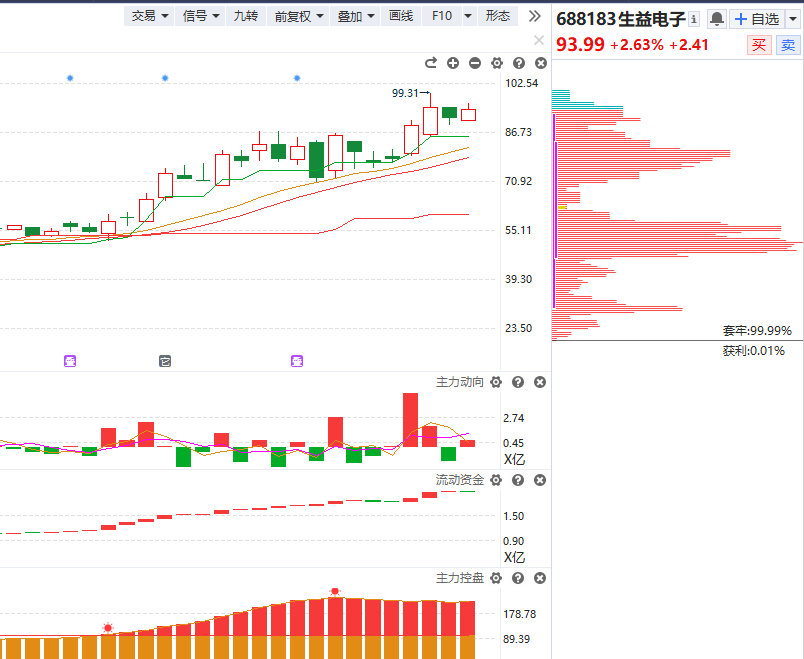 交易 信号 九转 前复权 叠加 画线 F10 形态
688183生益电子 自选
93.99 +2.63% +2.41 买 卖
99.31
102.54
86.73
70.92
55.11
39.30
23.50
套牢:99.99%
获利:0.01%
主力动向
2.74
0.45
X亿
流动资金
1.50
0.90
X亿
主力控盘
178.78
89.39